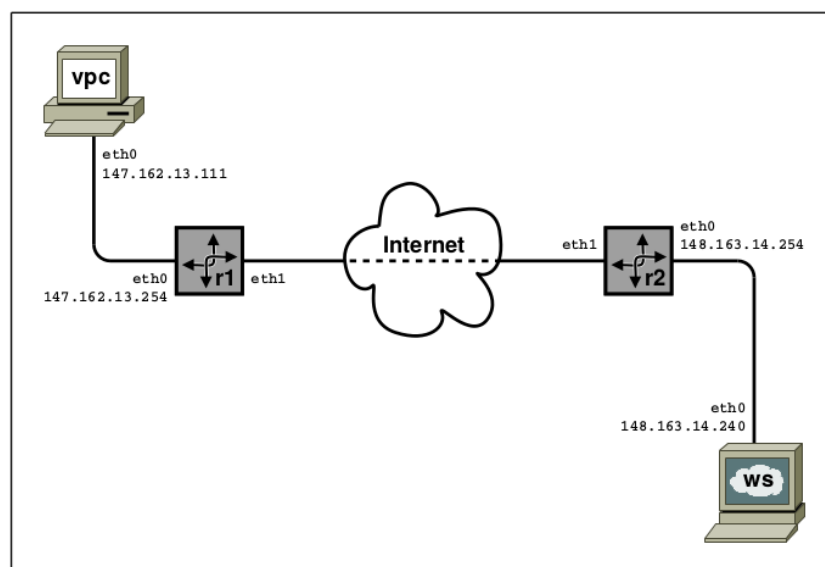 vpc
eth0
147.162.13.111
eth0
147.162.13.254
r1
eth1
Internet
eth1
r2
eth0
148.163.14.254
eth0
148.163.14.240
ws